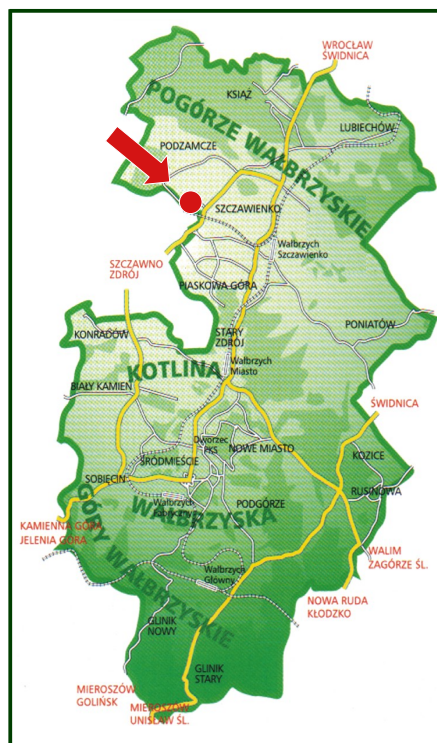 WROCŁAW
ŚWIDNICA
KSIĄŻ
POGÓRZE WAŁBRZYSKIE
LUBIECHÓW
PODZAMCZE
SZCZAWIENKO
Wałbrzych
Szczawienko
SZCZAWNO
ZDRÓJ
PIASKOWA GÓRA
STARY
ZDRÓJ
PONIATÓW
KONRADÓW
Wałbrzych
Miasto
KOTLINA
BIAŁY KAMIEŃ
ŚWIDNICA
Dworzec
PKS
NOWE MIASTO
KOZICE
ŚRÓDMIEŚCIE
SOBIĘCIN
RUSINOWA
Wałbrzych
Fabryczny
PODGÓRZE
WAŁBRZYSKA
KAMIENNA GÓRA
JELENIA GÓRA
GÓRY WAŁBRZYSKIE
WALIM
ZAGÓRZE ŚL.
Wałbrzych
Główny
NOWA RUDA
KŁODZKO
GLINIK
NOWY
GLINIK
STARY
MIEROSZÓW
GOLIŃSK
MIEROSZÓW
UNISŁAW ŚL.